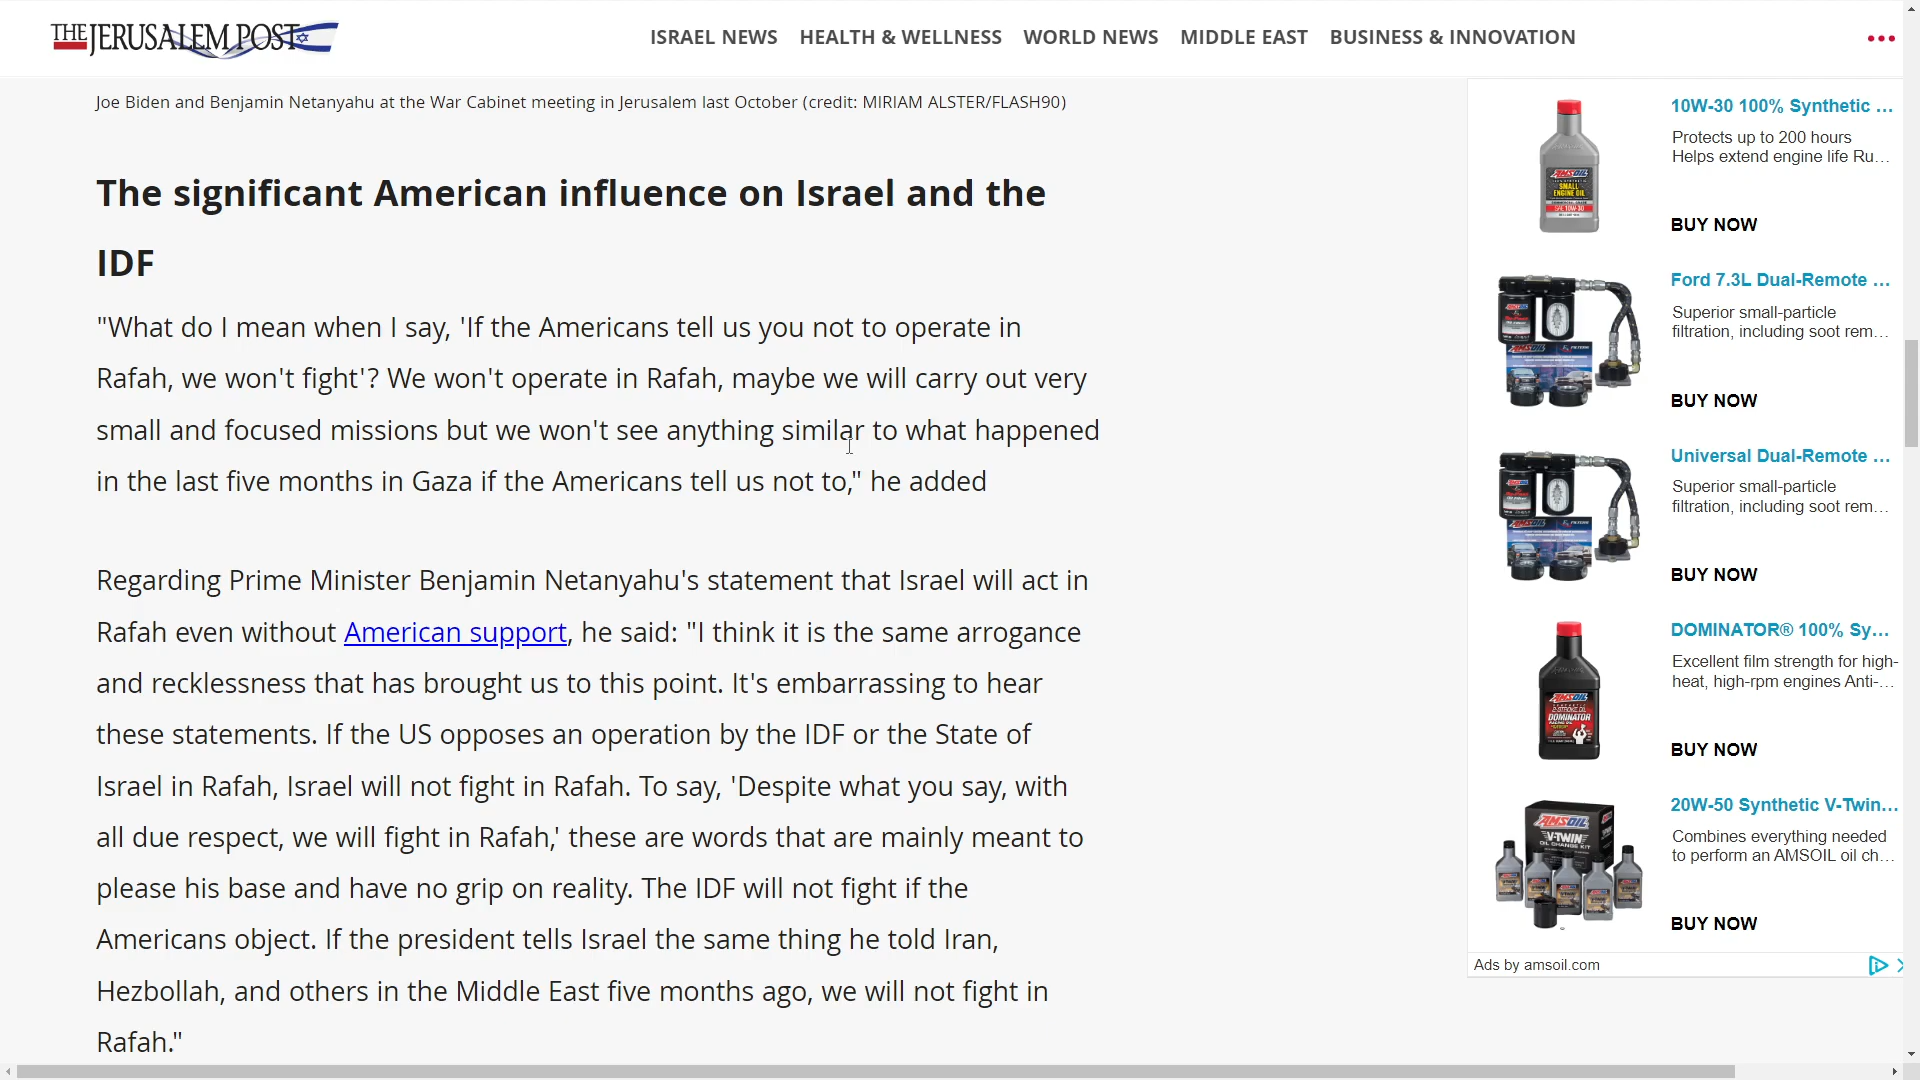 THE JERUSALEM POST
ISRAEL NEWS
HEALTH & WELLNESS
WORLD NEWS
MIDDLE EAST
BUSINESS & INNOVATION
Joe Biden and Benjamin Netanyahu at the War Cabinet meeting in Jerusalem last October (credit: MIRIAM ALSTER/FLASH90)
The significant American influence on Israel and the
IDF
"What do I mean when I say, 'If the Americans tell us you not to operate in
Rafah, we won't fight'? We won't operate in Rafah, maybe we will carry out very
small and focused missions but we won't see anything similar to what happened
in the last five months in Gaza if the Americans tell us not to," he added
Regarding Prime Minister Benjamin Netanyahu's statement that Israel will act in
Rafah even without American support, he said: "I think it is the same arrogance
and recklessness that has brought us to this point. It's embarrassing to hear
these statements. If the US opposes an operation by the IDF or the State of
Israel in Rafah, Israel will not fight in Rafah. To say, 'Despite what you say, with
all due respect, we will fight in Rafah,' these are words that are mainly meant to
please his base and have no grip on reality. The IDF will not fight if the
Americans object. If the president tells Israel the same thing he told Iran,
Hezbollah, and others in the Middle East five months ago, we will not fight in
Rafah."
10W-30 100% Synthetic ...
Protects up to 200 hours
Helps extend engine life Ru...
BUY NOW
AMSOIL
SMALL
ENGINE OIL
Ford 7.3L Dual-Remote ...
Superior small-particle
filtration, including soot rem...
BUY NOW
AMSOIL
Universal Dual-Remote ...
Superior small-particle
filtration, including soot rem...
BUY NOW
AMSOIL
DOMINATOR® 100% Sy...
Excellent film strength for high-
heat, high-rpm engines Anti-...
BUY NOW
AMSOIL
DOMINATOR
20W-50 Synthetic V-Twin...
Combines everything needed
to perform an AMSOIL oil ch...
BUY NOW
AMSOIL
V-TWIN
OIL CHANGE KIT
Ads by amsoil.com